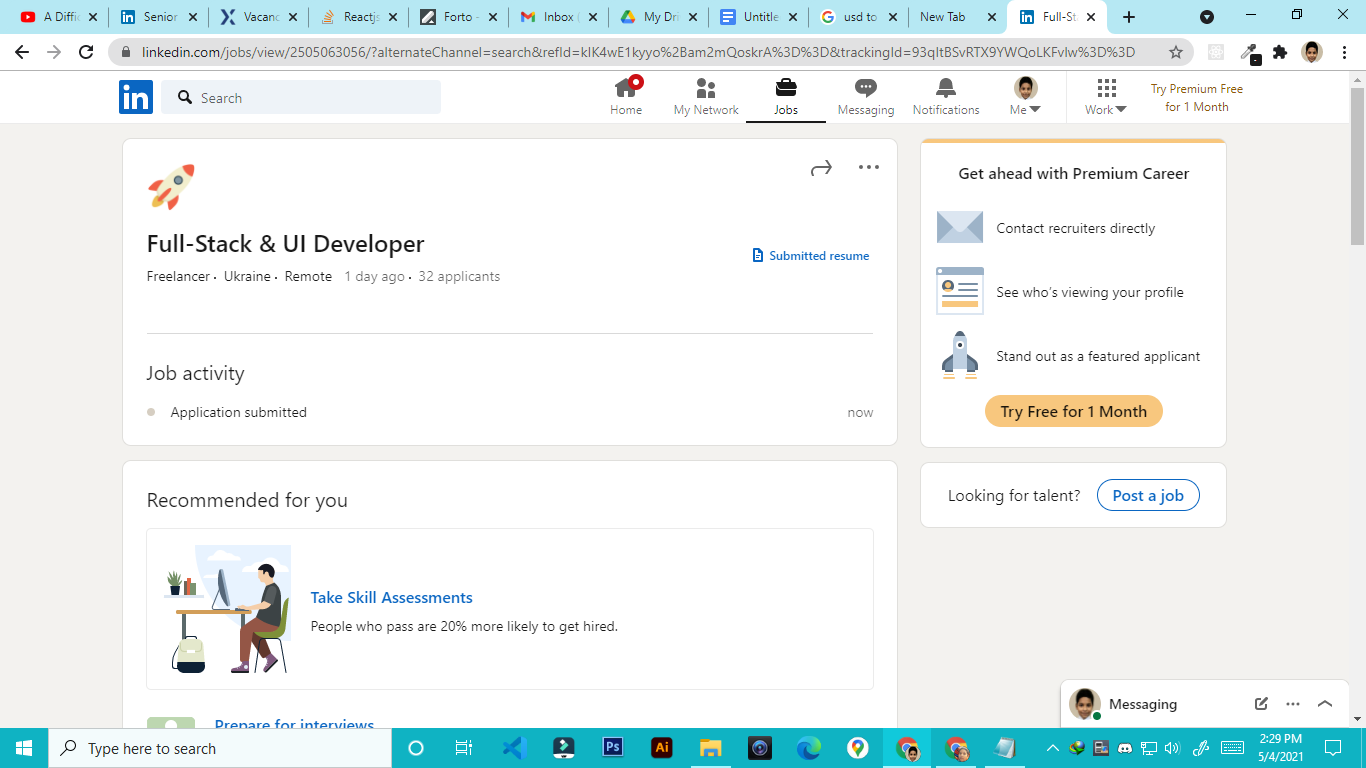 A Diffi
Senior
Vacanc
Reactjs
Forto -
Inbox (
My Dri
Untitle
usd to
New Tab
Full-Sta
linkedin.com/jobs/view/2505063056/?alternateChannel=search&refId=kIK4wE1kyyo%2Bam2mQoskrA%3D%3D&trackingId=93qItBSvRTX9YWQoLKFvlw%3D%3D
in
Search
Home
My Network
Jobs
Messaging
Notifications
Me
Work
Try Premium Free
for 1 Month
Full-Stack & UI Developer
Freelancer · Ukraine · Remote 1 day ago · 32 applicants
Submitted resume
Job activity
Application submitted
now
Recommended for you
Take Skill Assessments
People who pass are 20% more likely to get hired.
Prepare for interviews
Get ahead with Premium Career
Contact recruiters directly
See who's viewing your profile
Stand out as a featured applicant
Try Free for 1 Month
Looking for talent?
Post a job
Messaging
Type here to search
Ps
Ai
2:29 PM
5/4/2021